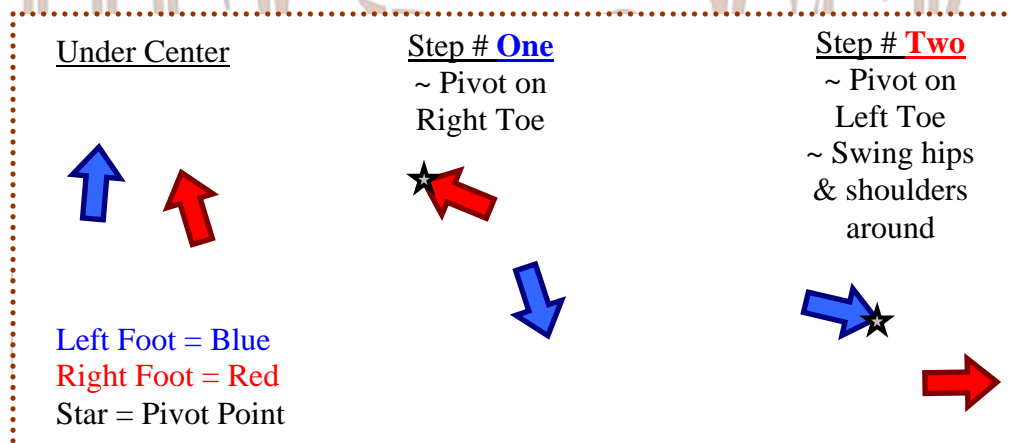 Under Center
Step # One
~ Pivot on
Right Toe
Step # Two
~ Pivot on
Left Toe
~ Swing hips
& shoulders
around
Left Foot = Blue
Right Foot = Red
Star = Pivot Point